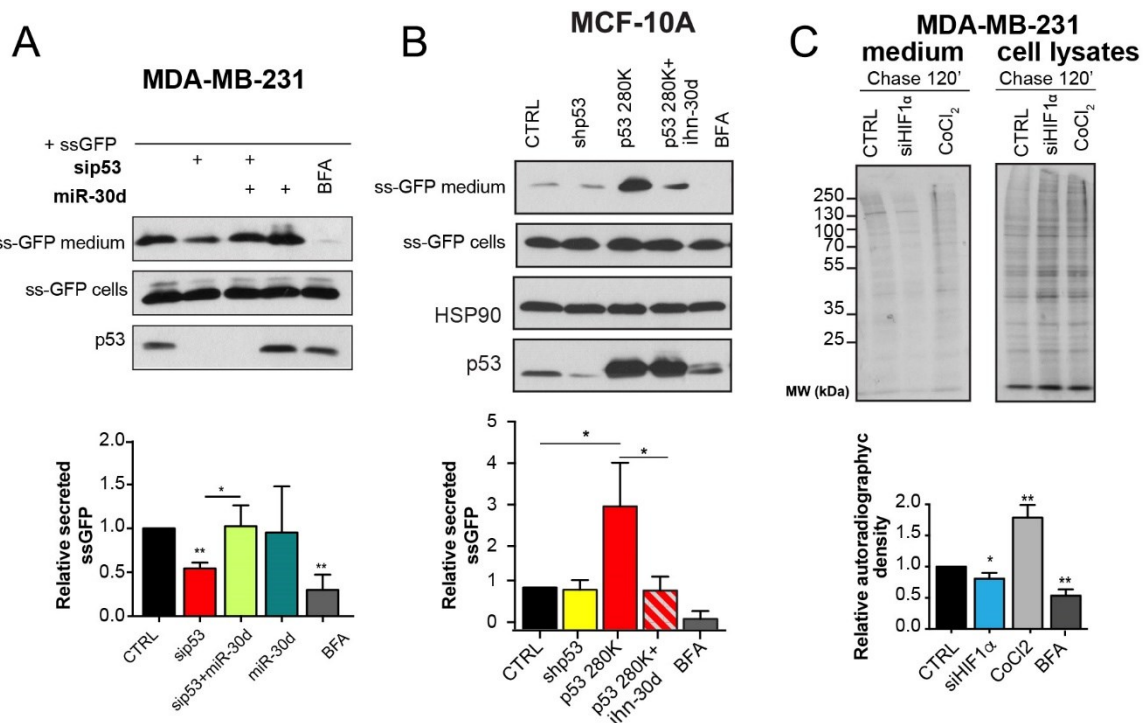 A
MDA-MB-231
+ ssGFP
sip53 + +
miR-30d + +
BFA
ss-GFP medium
ss-GFP cells
p53
Relative secreted
ssGFP
2.0
1.5
1.0
0.5
0.0
** * **
CTRL
sip53
sip53+miR-30d
miR-30d
BFA
B
MCF-10A
CTRL
shp53
p53 280K
p53 280K+
ihn-30d
BFA
ss-GFP medium
ss-GFP cells
HSP90
p53
Relative secreted
ssGFP
5
4
3
2
1
0
* *
CTRL
shp53
p53 280K
p53 280K+
ihn-30d
BFA
C
MDA-MB-231
medium cell lysates
Chase 120' Chase 120'
CTRL
siHIF1α
CoCl2
CTRL
siHIF1α
CoCl2
250
130
100
70
55
35
25
MW (kDa)
Relative autoradiographyc
density
2.0
1.5
1.0
0.5
0.0
* ** **
CTRL
siHIF1α
CoCl2
BFA